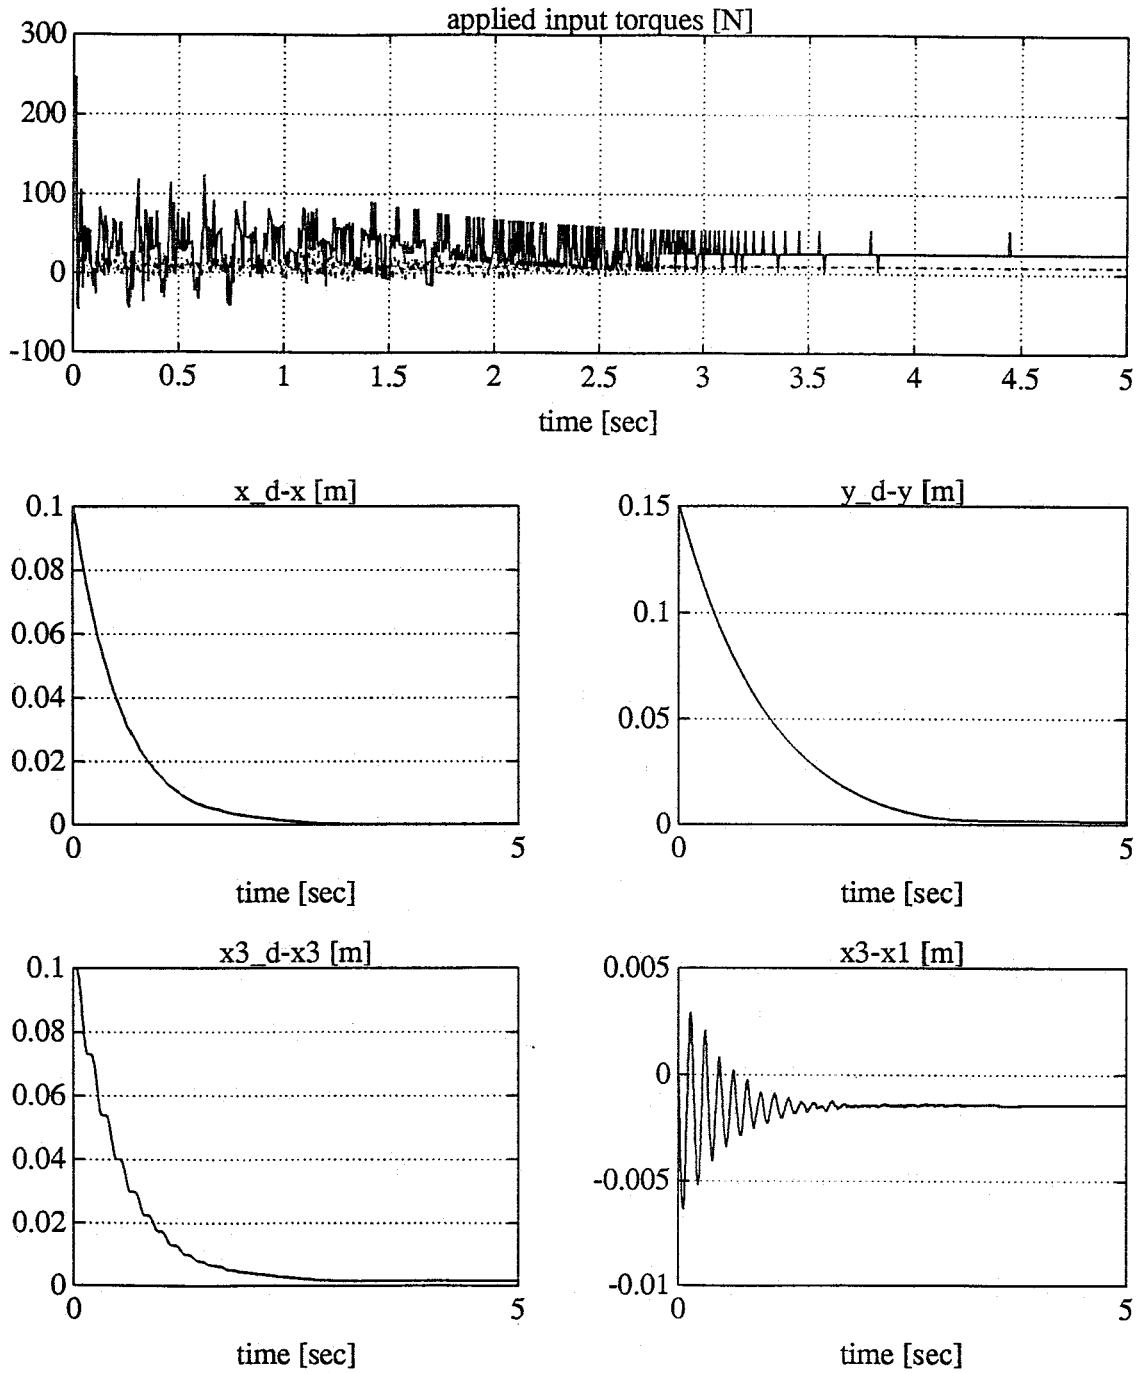 applied input torques [N]
300
200
100
0
-100
0 0.5 1 1.5 2 2.5 3 3.5 4 4.5 5
time [sec]
x_d-x [m]
0.1
0.08
0.06
0.04
0.02
0
0 5
time [sec]
y_d-y [m]
0.15
0.1
0.05
0
0 5
time [sec]
x3_d-x3 [m]
0.1
0.08
0.06
0.04
0.02
0
0 5
time [sec]
x3-x1 [m]
0.005
0
-0.005
-0.01
0 5
time [sec]